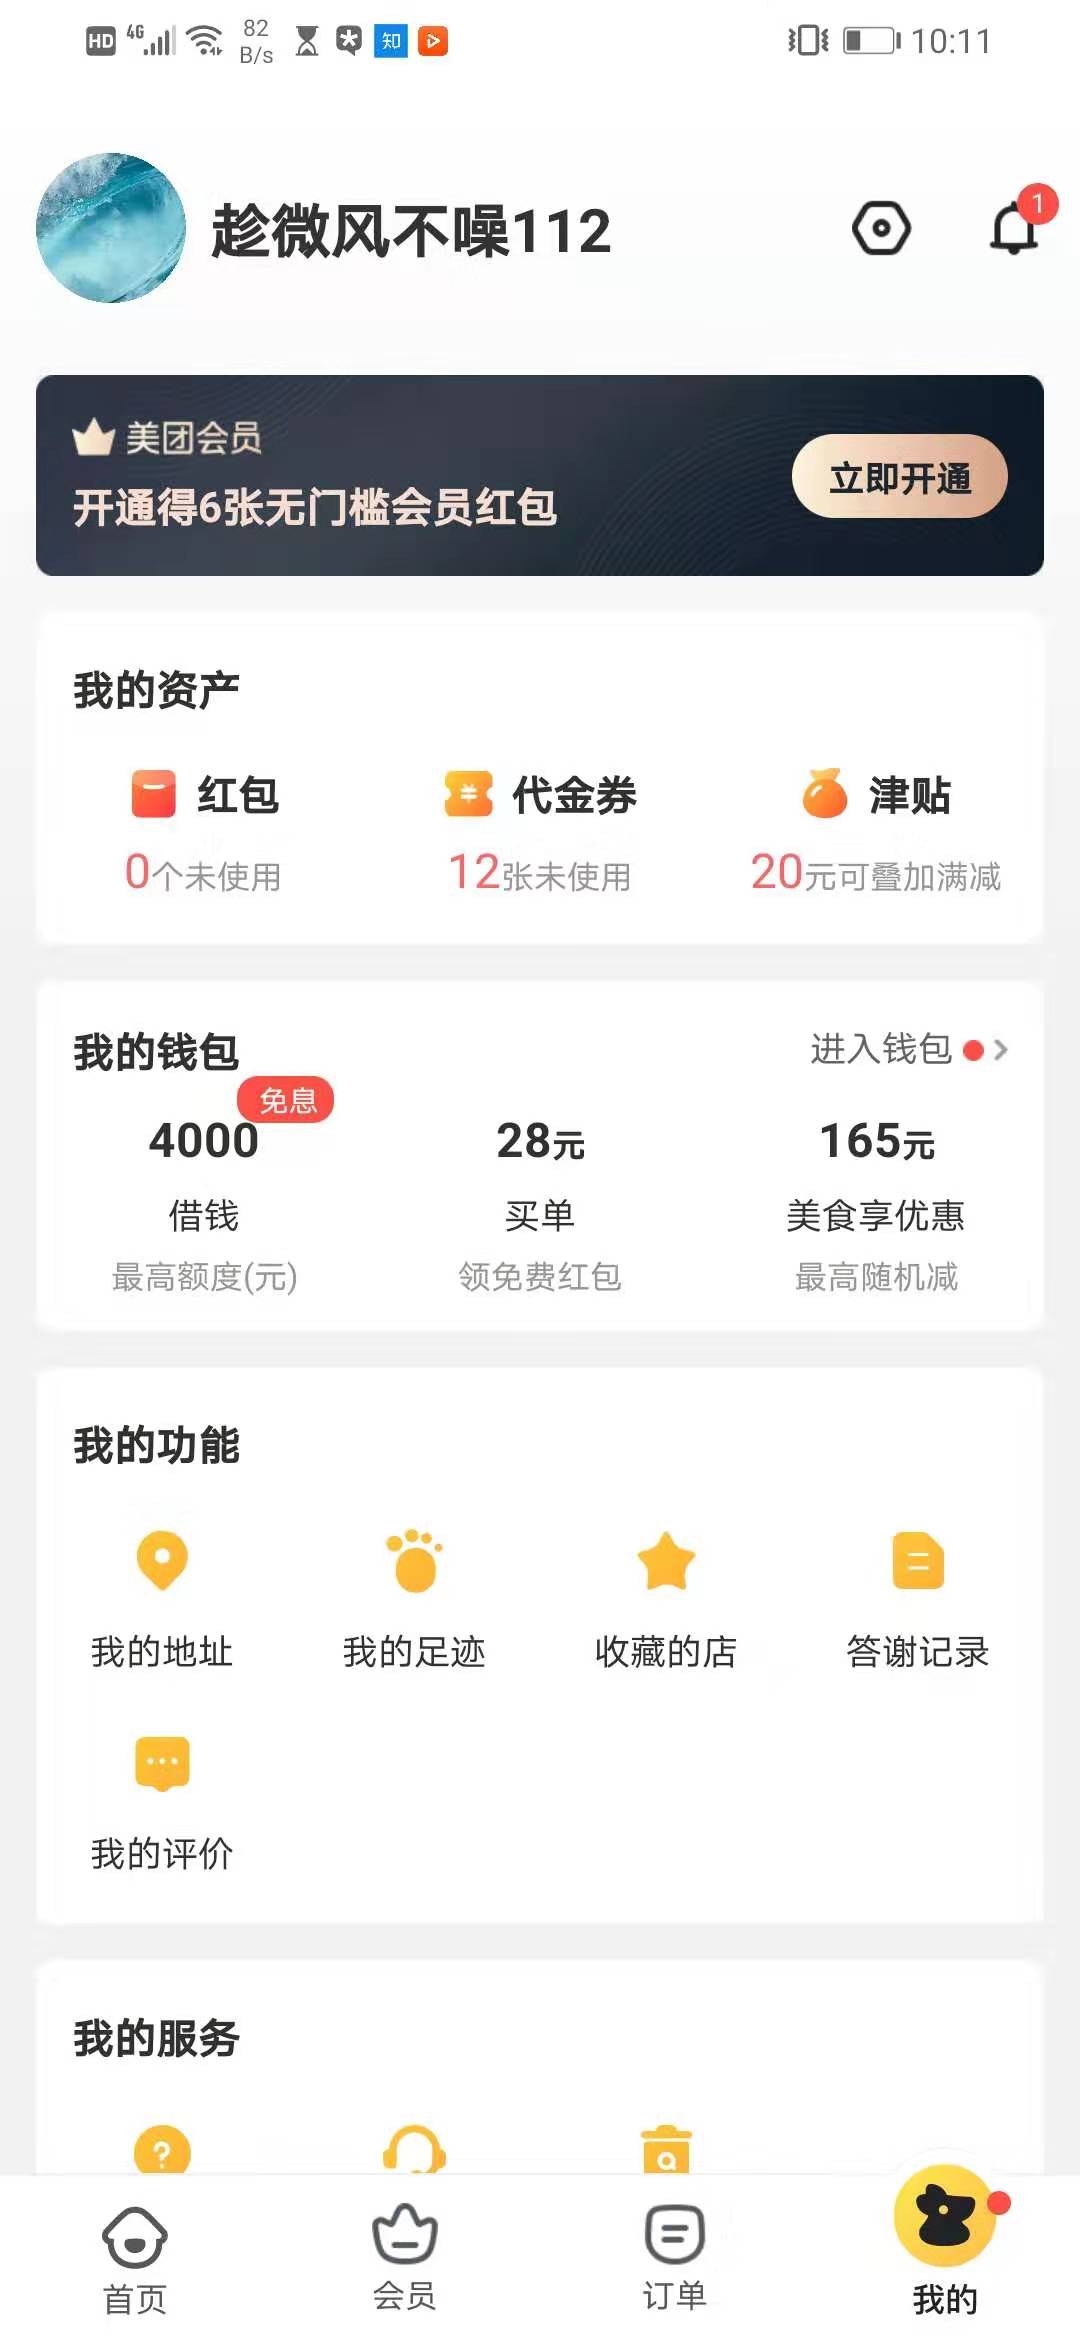 HD 4G 82 B/s 知 10:11
趁微风不噪112
1
美团会员
开通得6张无门槛会员红包
立即开通
我的资产
红包 代金券 津贴
0个未使用 12张未使用 20元可叠加满减
我的钱包 进入钱包
免息
4000 28元 165元
借钱 买单 美食享优惠
最高额度(元) 领免费红包 最高随机减
我的功能
我的地址 我的足迹 收藏的店 答谢记录
我的评价
我的服务
首页 会员 订单 我的